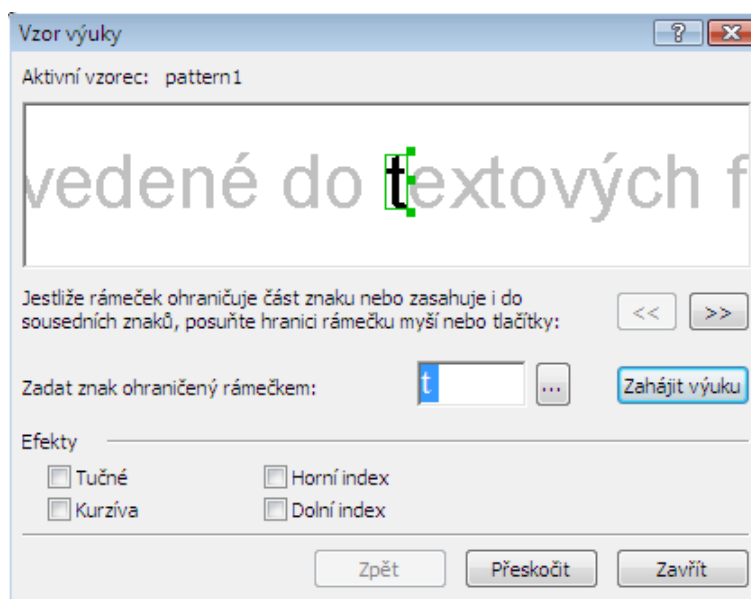 Vzor výuky
Aktivní vzorec: pattern1
vedené do textových f
Jestliže rámeček ohraničuje část znaku nebo zasahuje i do
sousedních znaků, posuňte hranici rámečku myší nebo tlačítky:
<< >>
Zadat znak ohraničený rámečkem: t ... Zahájit výuku
Efekty
Tučné Horní index
Kurzíva Dolní index
Zpět Přeskočit Zavřít